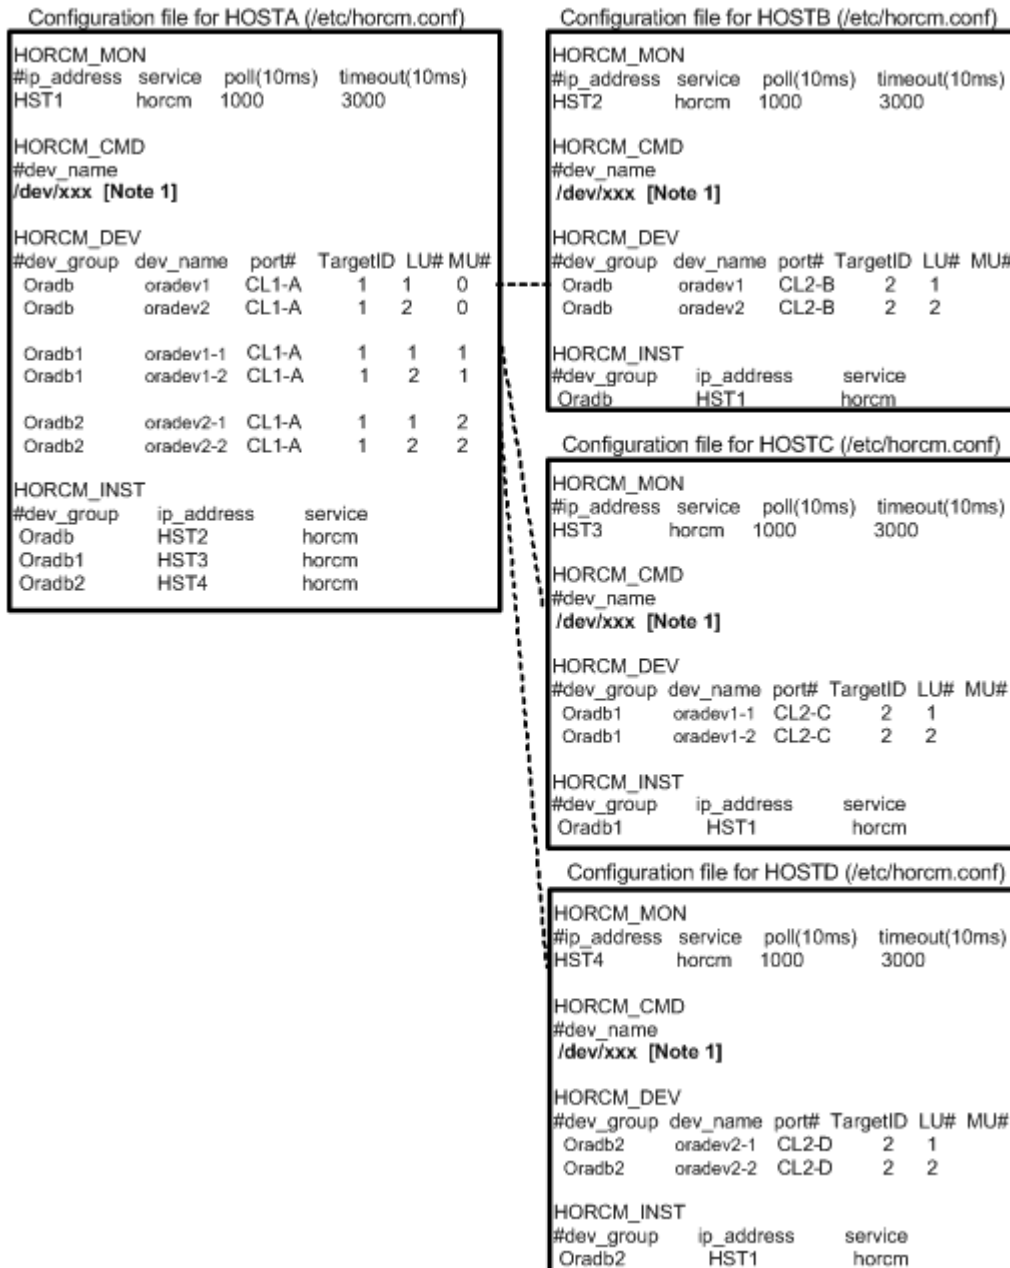 Configuration file for HOSTA (/etc/horcm.conf)
HORCM_MON
#ip_address service poll(10ms) timeout(10ms)
HST1 horcm 1000 3000
HORCM_CMD
#dev_name
/dev/xxx [Note 1]
HORCM_DEV
#dev_group dev_name port# TargetID LU# MU#
Oradb oradev1 CL1-A 1 1 0
Oradb oradev2 CL1-A 1 2 0
Oradb1 oradev1-1 CL1-A 1 1 1
Oradb1 oradev1-2 CL1-A 1 2 1
Oradb2 oradev2-1 CL1-A 1 1 2
Oradb2 oradev2-2 CL1-A 1 2 2
HORCM_INST
#dev_group ip_address service
Oradb HST2 horcm
Oradb1 HST3 horcm
Oradb2 HST4 horcm
Configuration file for HOSTB (/etc/horcm.conf)
HORCM_MON
#ip_address service poll(10ms) timeout(10ms)
HST2 horcm 1000 3000
HORCM_CMD
#dev_name
/dev/xxx [Note 1]
HORCM_DEV
#dev_group dev_name port# TargetID LU# MU#
Oradb oradev1 CL2-B 2 1
Oradb oradev2 CL2-B 2 2
HORCM_INST
#dev_group ip_address service
Oradb HST1 horcm
Configuration file for HOSTC (/etc/horcm.conf)
HORCM_MON
#ip_address service poll(10ms) timeout(10ms)
HST3 horcm 1000 3000
HORCM_CMD
#dev_name
/dev/xxx [Note 1]
HORCM_DEV
#dev_group dev_name port# TargetID LU# MU#
Oradb1 oradev1-1 CL2-C 2 1
Oradb1 oradev1-2 CL2-C 2 2
HORCM_INST
#dev_group ip_address service
Oradb1 HST1 horcm
Configuration file for HOSTD (/etc/horcm.conf)
HORCM_MON
#ip_address service poll(10ms) timeout(10ms)
HST4 horcm 1000 3000
HORCM_CMD
#dev_name
/dev/xxx [Note 1]
HORCM_DEV
#dev_group dev_name port# TargetID LU# MU#
Oradb2 oradev2-1 CL2-D 2 1
Oradb2 oradev2-2 CL2-D 2 2
HORCM_INST
#dev_group ip_address service
Oradb2 HST1 horcm